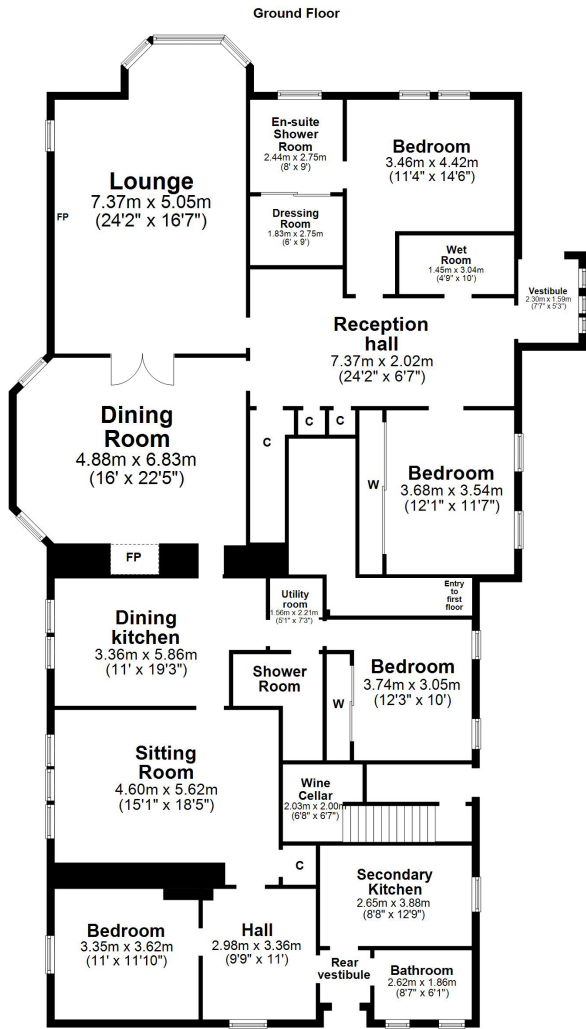 Ground Floor
En-suite
Shower
Room
2.44m x 2.75m
(8' x 9')
Bedroom
3.46m x 4.42m
(11'4" x 14'6")
Lounge
7.37m x 5.05m
(24'2" x 16'7")
FP
Dressing
Room
1.83m x 2.75m
(6' x 9')
Wet
Room
1.45m x 3.04m
(4'9" x 10')
Vestibule
2.30m x 1.59m
(7'7" x 5'3")
Reception
hall
7.37m x 2.02m
(24'2" x 6'7")
Dining
Room
4.88m x 6.83m
(16' x 22'5")
C
C
C
W
Bedroom
3.68m x 3.54m
(12'1" x 11'7")
FP
Entry
to
first
floor
Utility
room
1.56m x 2.21m
(5'1" x 7'3")
Dining
kitchen
3.36m x 5.86m
(11' x 19'3")
Shower
Room
W
Bedroom
3.74m x 3.05m
(12'3" x 10')
Sitting
Room
4.60m x 5.62m
(15'1" x 18'5")
Wine
Cellar
2.03m x 2.00m
(6'8" x 6'7")
C
Secondary
Kitchen
2.65m x 3.88m
(8'8" x 12'9")
Bedroom
3.35m x 3.62m
(11' x 11'10")
Hall
2.98m x 3.36m
(9'9" x 11')
Rear
vestibule
Bathroom
2.62m x 1.86m
(8'7" x 6'1")